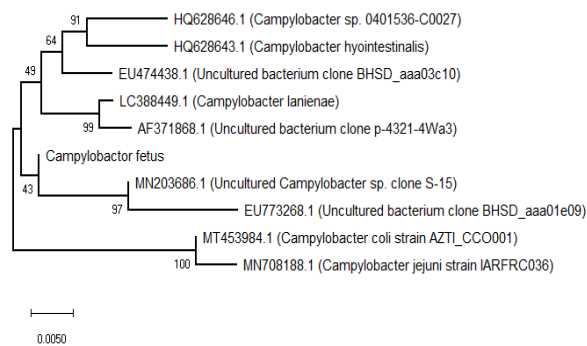 91
HQ628646.1 (Campylobacter sp. 0401536-C0027)
64
HQ628643.1 (Campylobacter hyointestinalis)
49
EU474438.1 (Uncultured bacterium clone BHSD_aaa03c10)
LC388449.1 (Campylobacter lanienae)
99
AF371868.1 (Uncultured bacterium clone p-4321-4Wa3)
Campylobactor fetus
43
MN203686.1 (Uncultured Campylobacter sp. clone S-15)
97
EU773268.1 (Uncultured bacterium clone BHSD_aaa01e09)
MT453984.1 (Campylobacter coli strain AZTI_CCO001)
100
MN708188.1 (Campylobacter jejuni strain IARFRC036)
0.0050